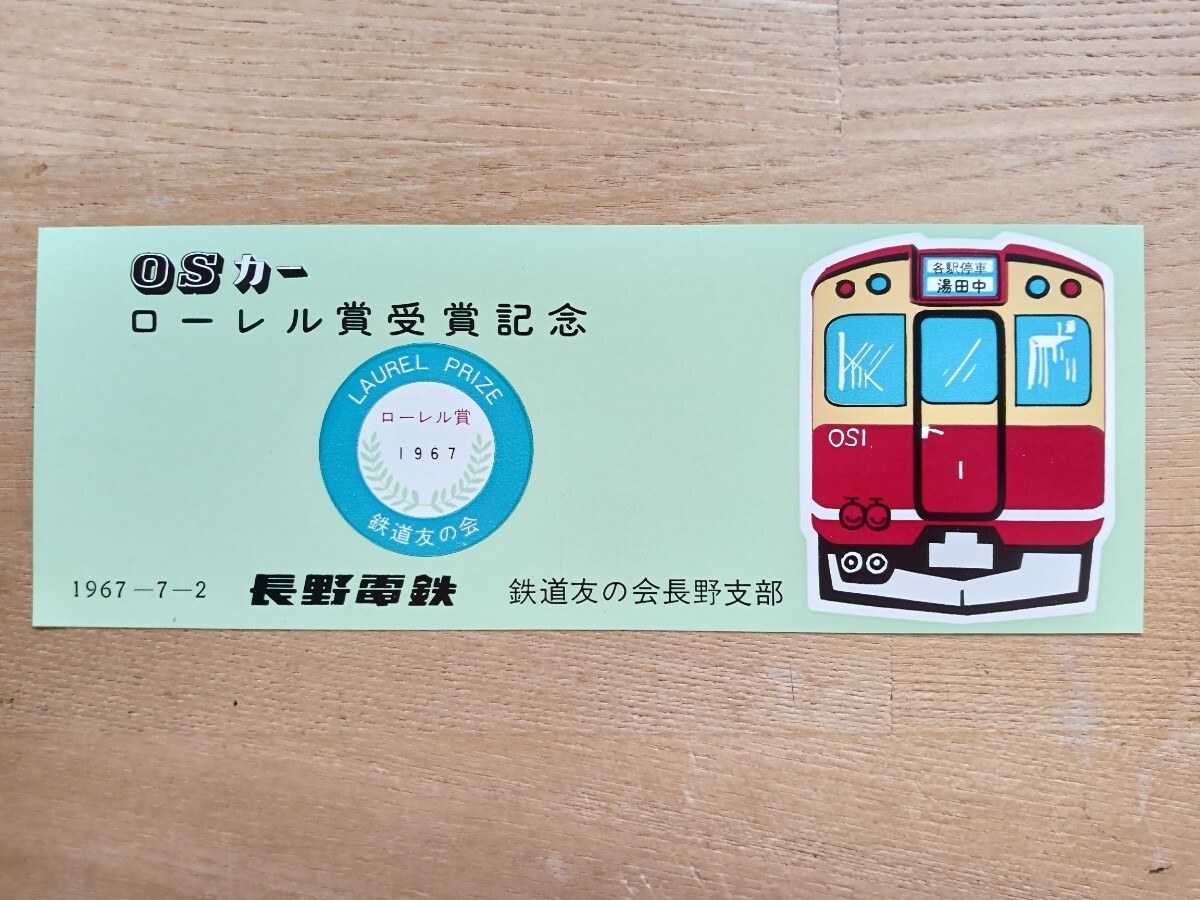 OSカー
ローレル賞受賞記念
LAUREL PRIZE
ローレル賞
1967
鉄道友の会
1967-7-2 長野電鉄 鉄道友の会長野支部
各駅停車
湯田中
OS1